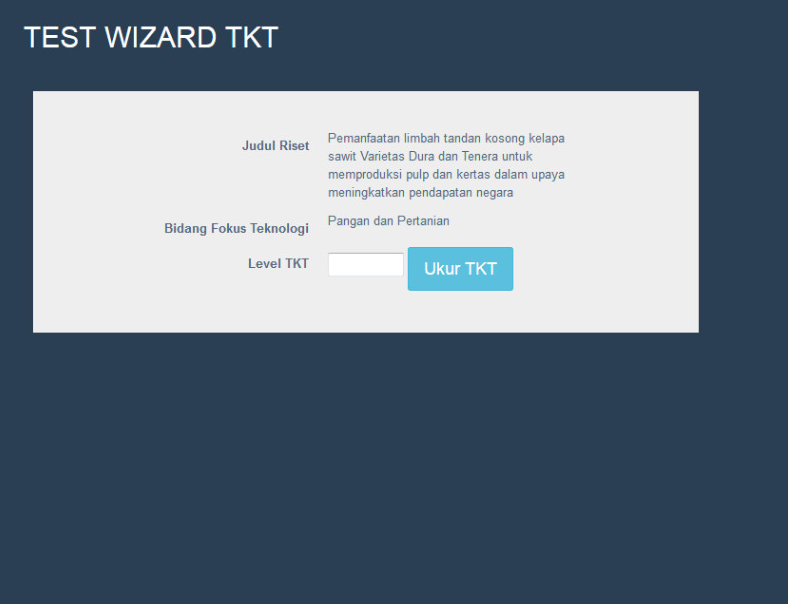 TEST WIZARD TKT
Judul Riset
Pemanfaatan limbah tandan kosong kelapa
sawit Varietas Dura dan Tenera untuk
memproduksi pulp dan kertas dalam upaya
meningkatkan pendapatan negara
Bidang Fokus Teknologi
Pangan dan Pertanian
Level TKT
Ukur TKT